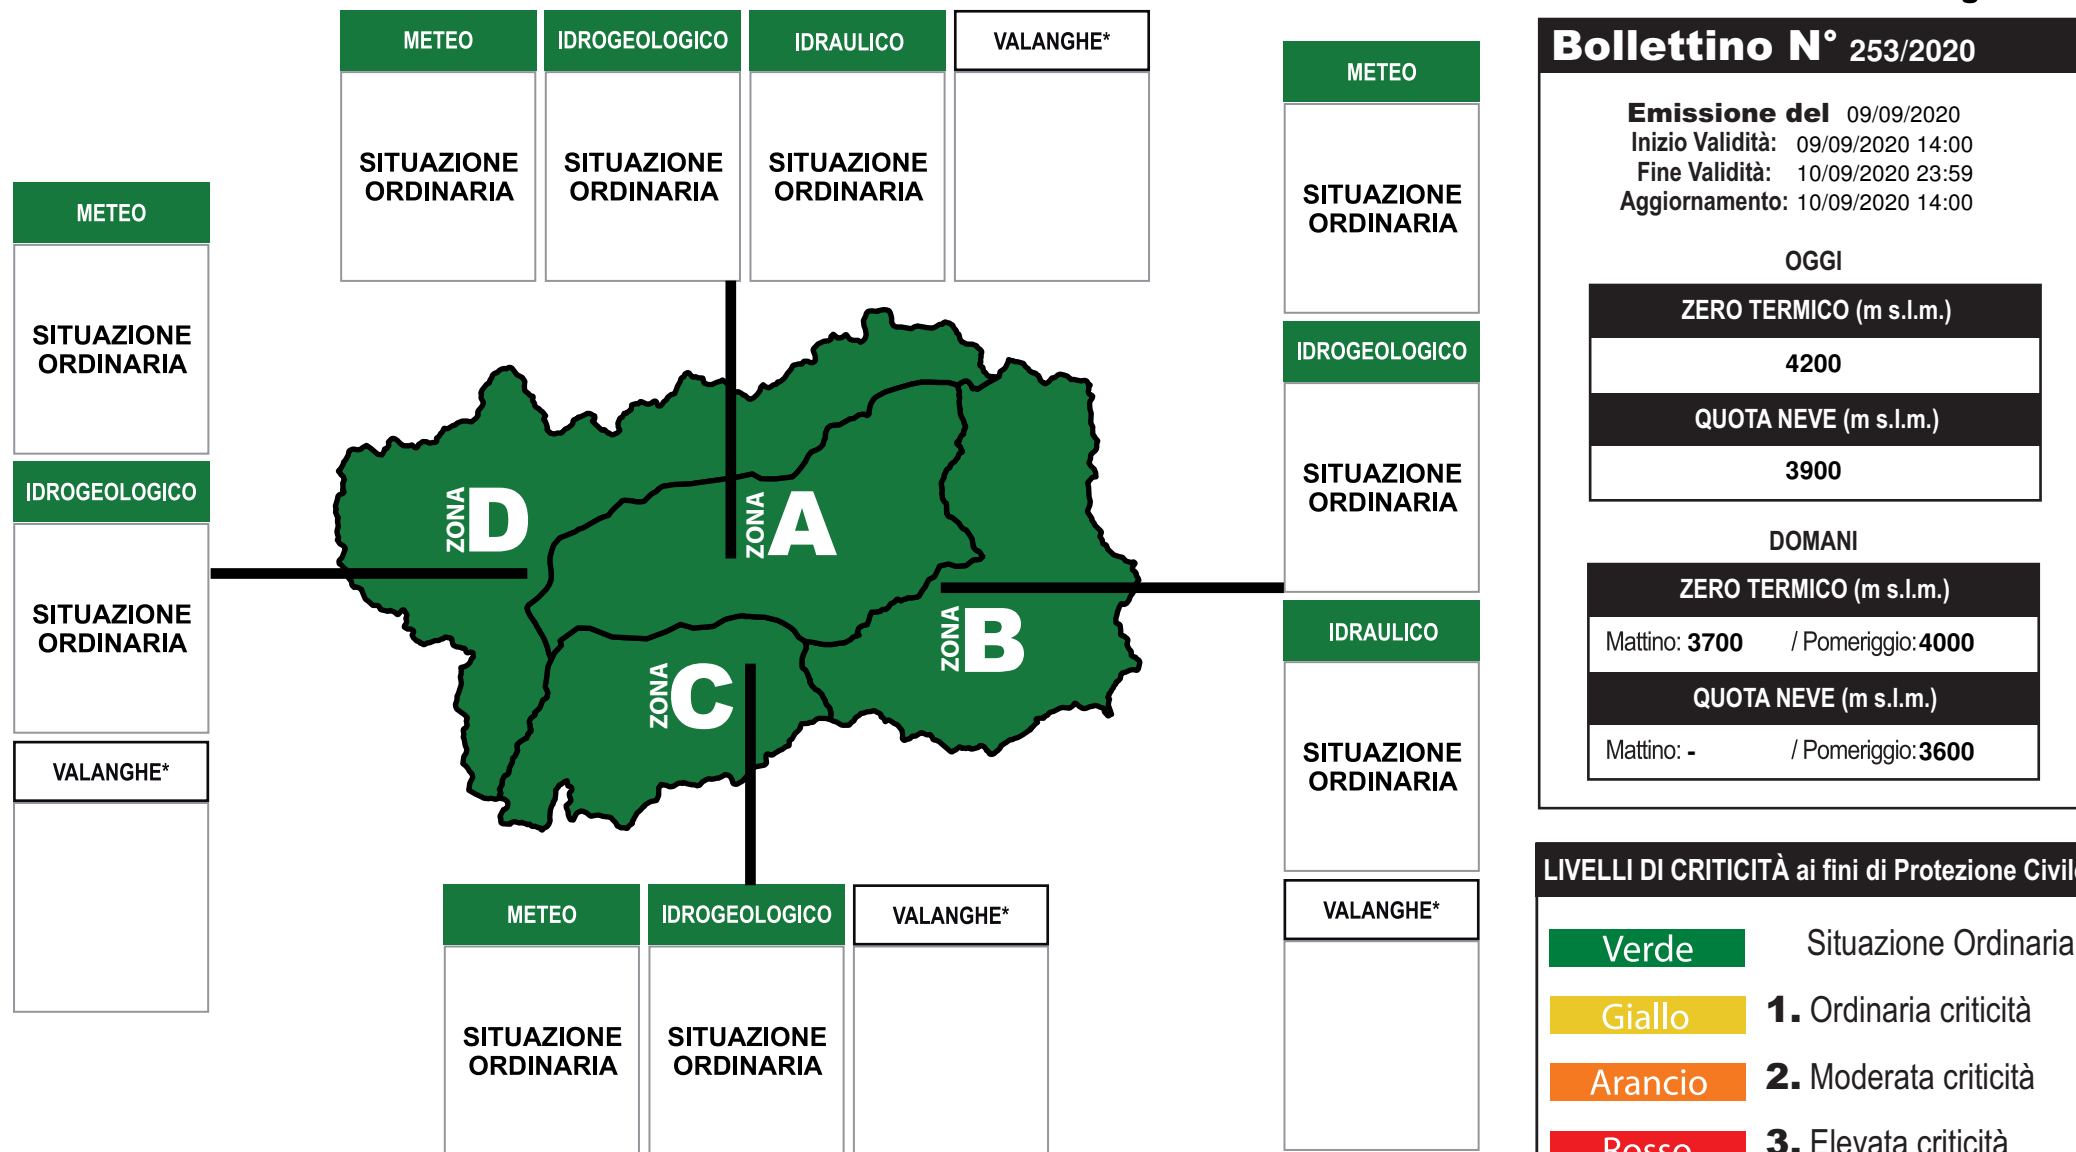 METEO IDROGEOLOGICO IDRAULICO VALANGHE*
SITUAZIONE ORDINARIA SITUAZIONE ORDINARIA SITUAZIONE ORDINARIA
METEO
SITUAZIONE
ORDINARIA
IDROGEOLOGICO
SITUAZIONE
ORDINARIA
VALANGHE*
ZONA D
ZONA A
ZONA B
ZONA C
METEO
SITUAZIONE
ORDINARIA
IDROGEOLOGICO
SITUAZIONE
ORDINARIA
IDRAULICO
SITUAZIONE
ORDINARIA
VALANGHE*
METEO IDROGEOLOGICO VALANGHE*
SITUAZIONE ORDINARIA SITUAZIONE ORDINARIA
Bollettino N° 253/2020
Emissione del 09/09/2020
Inizio Validità: 09/09/2020 14:00
Fine Validità: 10/09/2020 23:59
Aggiornamento: 10/09/2020 14:00
OGGI
ZERO TERMICO (m s.l.m.)
4200
QUOTA NEVE (m s.l.m.)
3900
DOMANI
ZERO TERMICO (m s.l.m.)
Mattino: 3700 / Pomeriggio: 4000
QUOTA NEVE (m s.l.m.)
Mattino: - / Pomeriggio: 3600
LIVELLI DI CRITICITÀ ai fini di Protezione Civile
Verde Situazione Ordinaria
Giallo 1. Ordinaria criticità
Arancio 2. Moderata criticità
Rosso 3. Elevata criticità